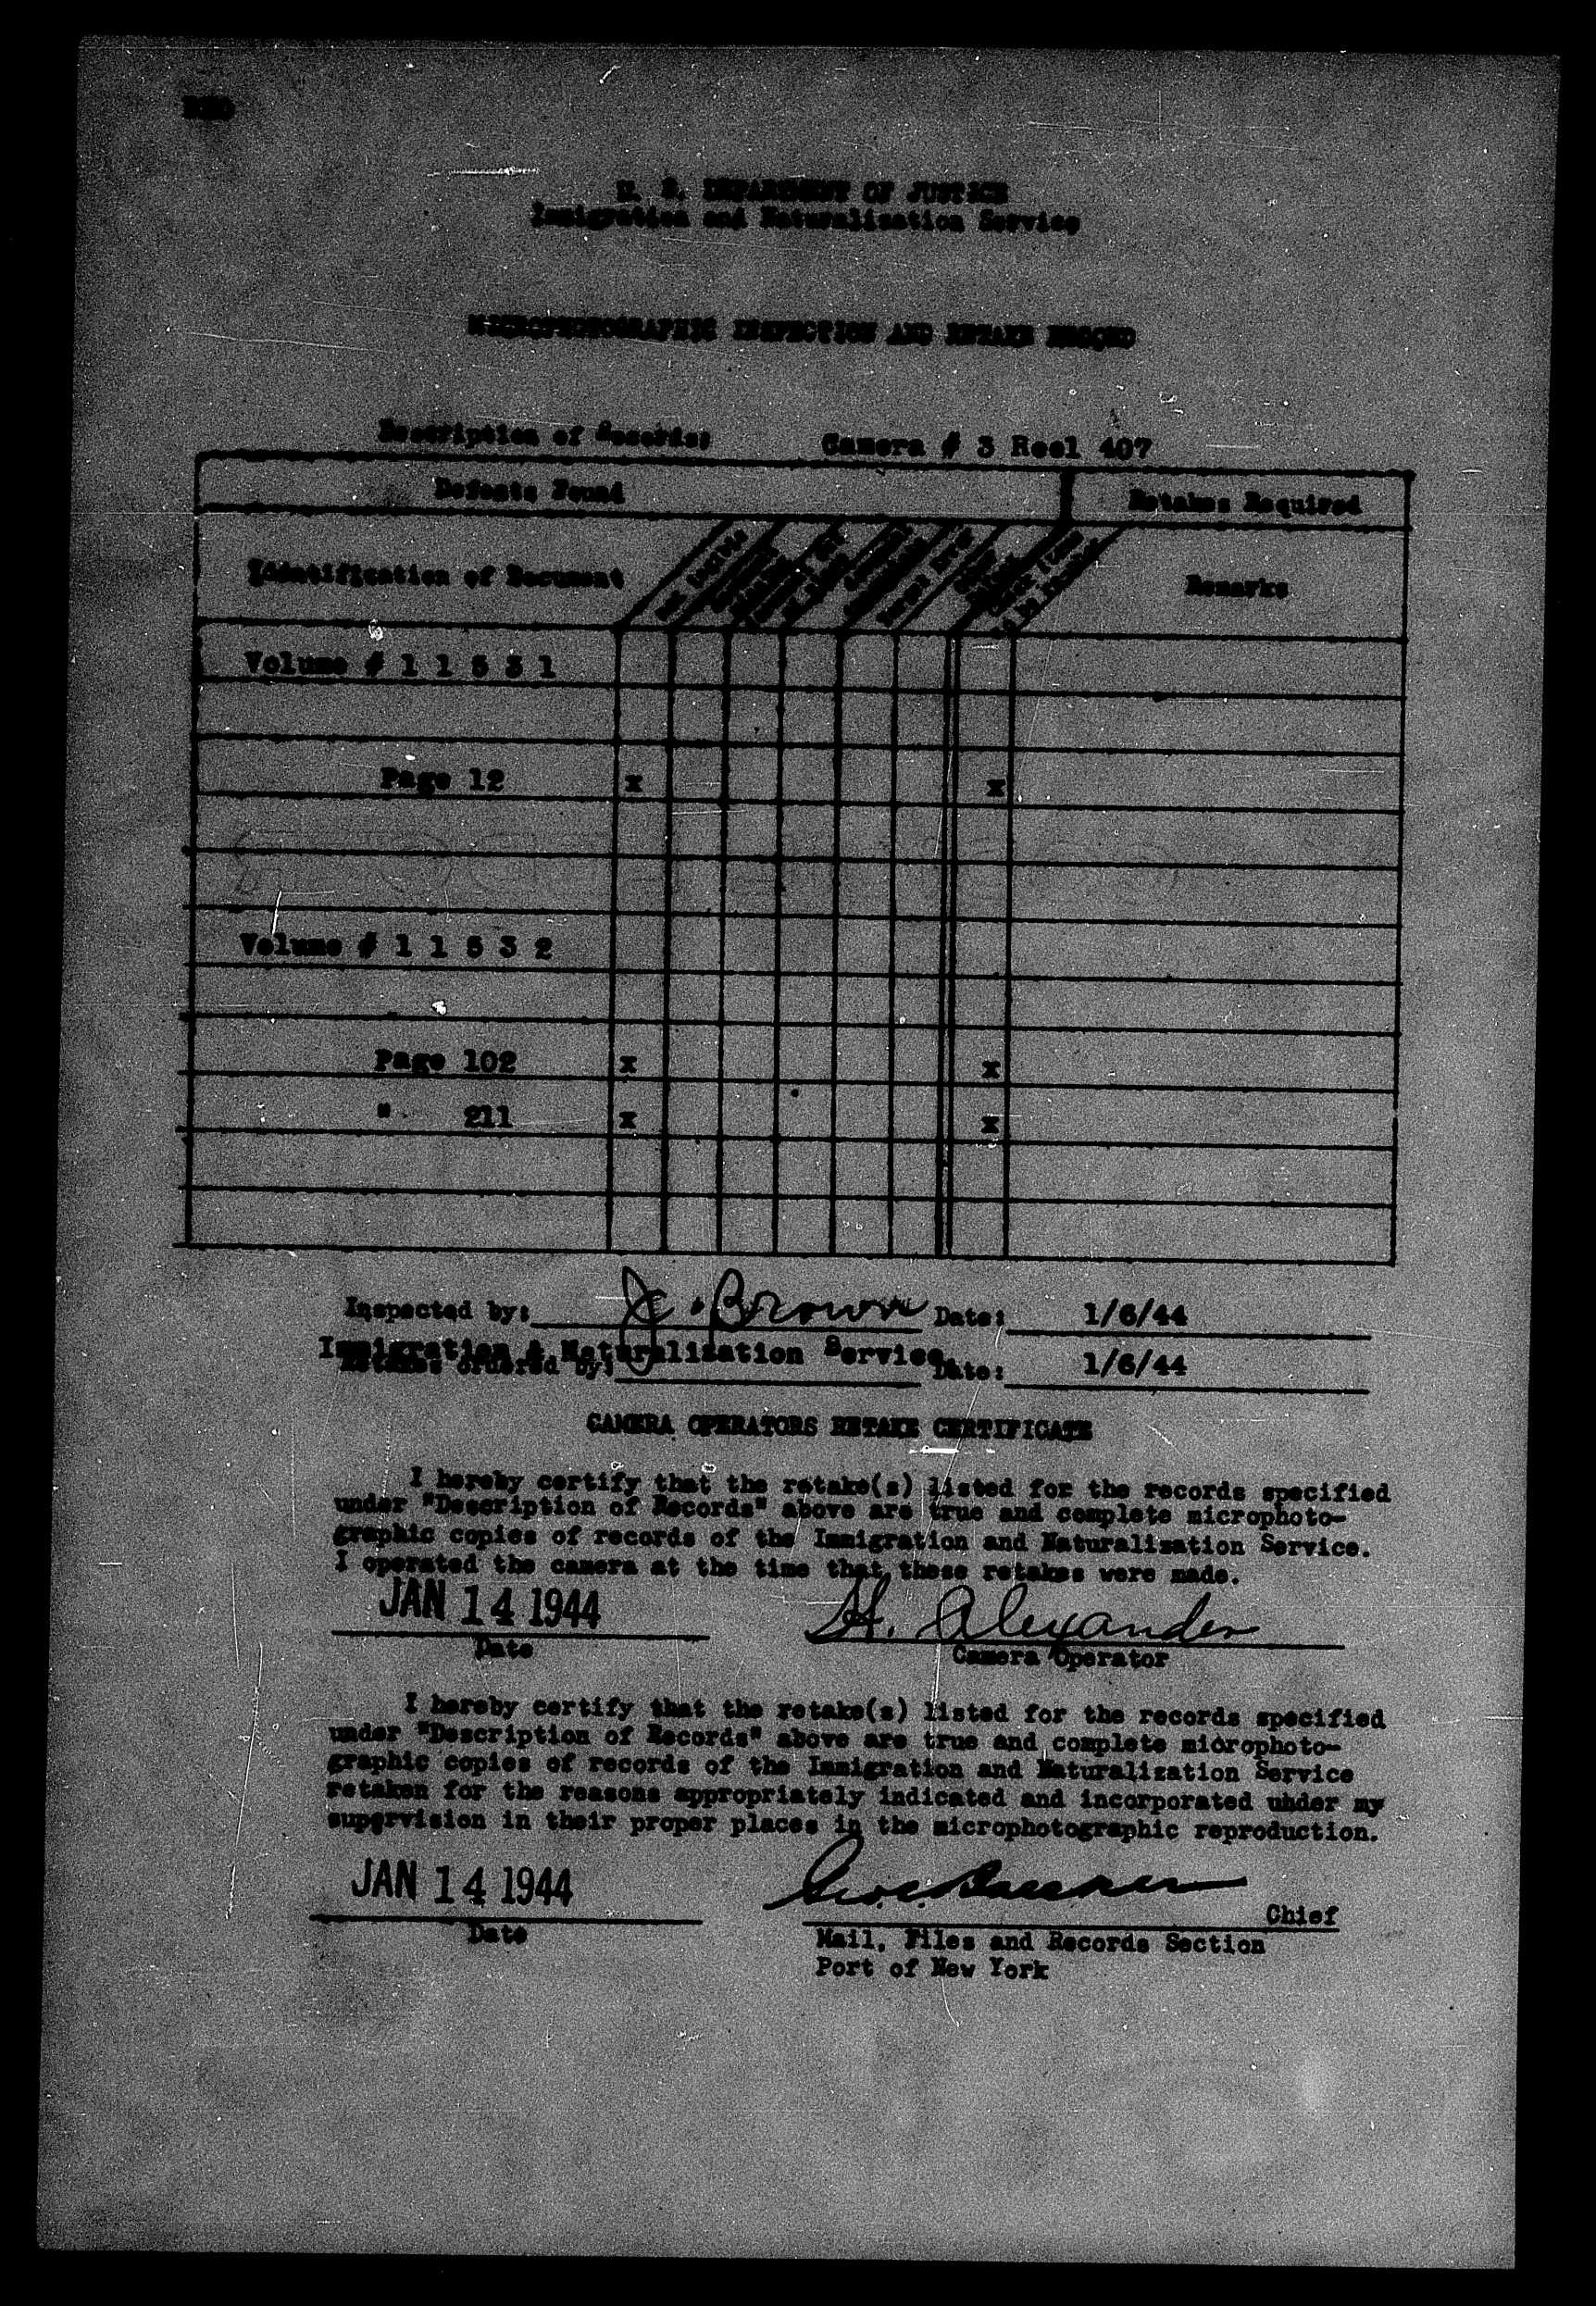 U. S. DEPARTMENT OF JUSTICE
Immigration and Naturalization Service
MICROPHOTOGRAPHIC INSPECTION AND RETAKE RECORD
Description of Records: Camera # 3 Reel 407
Defects Found Retakes Required
Identification of Document Remarks
Volume # 1 1 5 3 1
Page 12 x x
Volume # 1 1 5 3 2
Page 102 x x
" 211 x x
Inspected by: J. Brown Date: 1/6/44
Immigration & Naturalization Service
Retakes ordered by: Date: 1/6/44
CAMERA OPERATORS RETAKE CERTIFICATE
I hereby certify that the retake(s) listed for the records specified
under "Description of Records" above are true and complete microphoto-
graphic copies of records of the Immigration and Naturalization Service.
I operated the camera at the time that these retakes were made.
JAN 14 1944 H. Alexander
Date Camera Operator
I hereby certify that the retake(s) listed for the records specified
under "Description of Records" above are true and complete microphoto-
graphic copies of records of the Immigration and Naturalization Service
retaken for the reasons appropriately indicated and incorporated under my
supervision in their proper places in the microphotographic reproduction.
JAN 14 1944
Chief
Date Mail, Files and Records Section
Port of New York